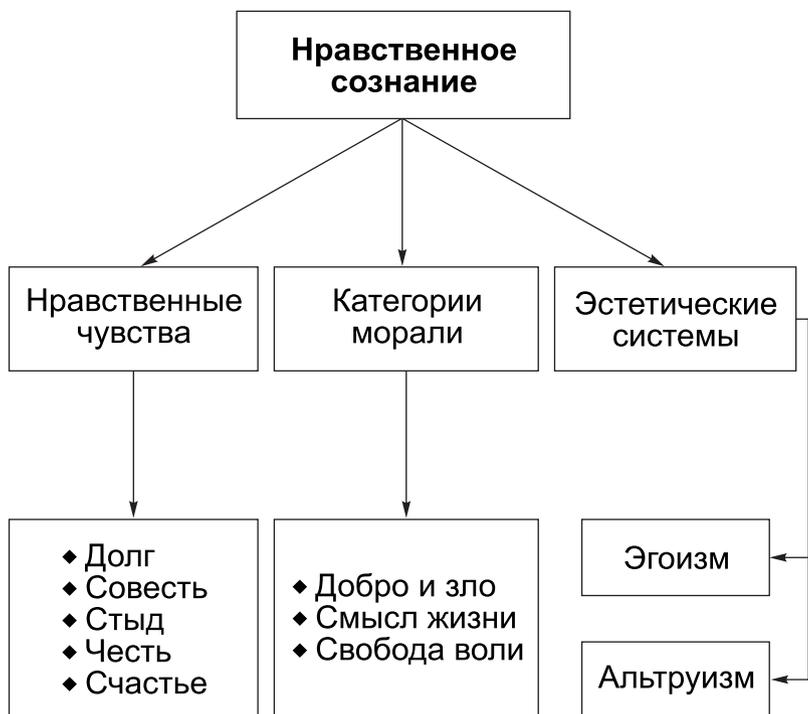 Нравственное
сознание
Нравственные
чувства
Категории
морали
Эстетические
системы
◆ Долг
◆ Совесть
◆ Стыд
◆ Честь
◆ Счастье
◆ Добро и зло
◆ Смысл жизни
◆ Свобода воли
Эгоизм
Альтруизм